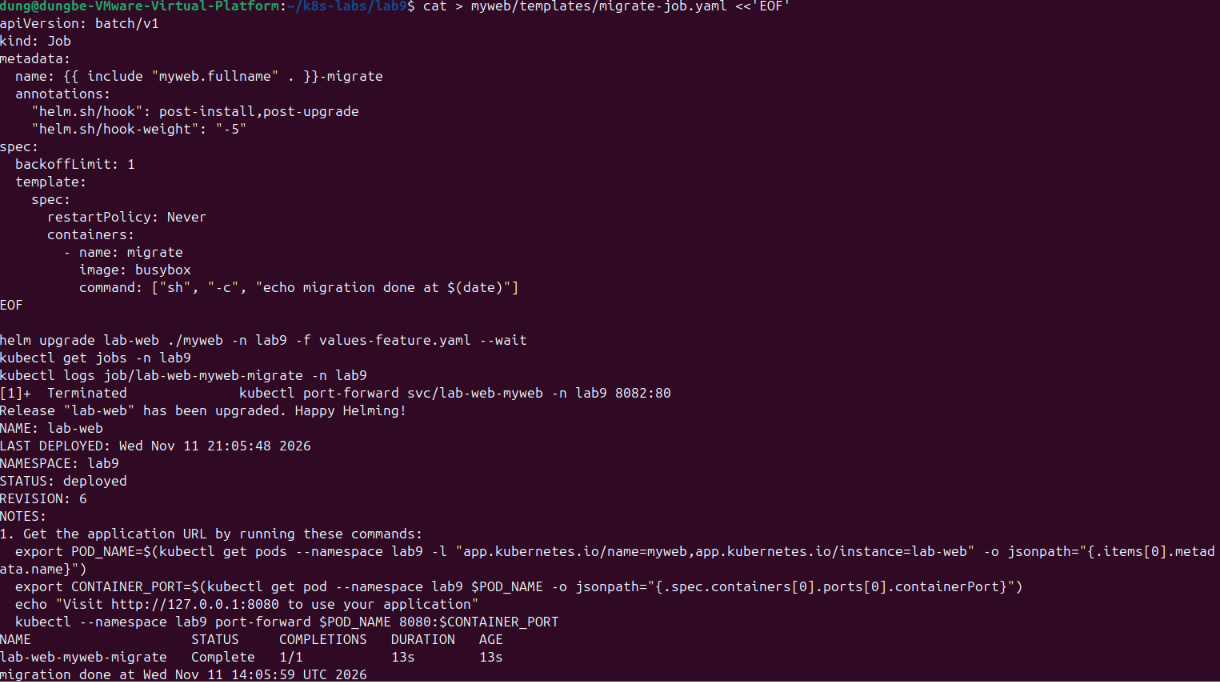 dung@dungbe-VMware-Virtual-Platform:~/k8s-labs/lab9$ cat > myweb/templates/migrate-job.yaml <<'EOF'
apiVersion: batch/v1
kind: Job
metadata:
  name: {{ include "myweb.fullname" . }}-migrate
  annotations:
    "helm.sh/hook": post-install,post-upgrade
    "helm.sh/hook-weight": "-5"
spec:
  backoffLimit: 1
  template:
    spec:
      restartPolicy: Never
      containers:
        - name: migrate
          image: busybox
          command: ["sh", "-c", "echo migration done at $(date)"]
EOF

helm upgrade lab-web ./myweb -n lab9 -f values-feature.yaml --wait
kubectl get jobs -n lab9
kubectl logs job/lab-web-myweb-migrate -n lab9
[1]+  Terminated              kubectl port-forward svc/lab-web-myweb -n lab9 8082:80
Release "lab-web" has been upgraded. Happy Helming!
NAME: lab-web
LAST DEPLOYED: Wed Nov 11 21:05:48 2026
NAMESPACE: lab9
STATUS: deployed
REVISION: 6
NOTES:
1. Get the application URL by running these commands:
  export POD_NAME=$(kubectl get pods --namespace lab9 -l "app.kubernetes.io/name=myweb,app.kubernetes.io/instance=lab-web" -o jsonpath="{.items[0].metad
ata.name}")
  export CONTAINER_PORT=$(kubectl get pod --namespace lab9 $POD_NAME -o jsonpath="{.spec.containers[0].ports[0].containerPort}")
  echo "Visit http://127.0.0.1:8080 to use your application"
  kubectl --namespace lab9 port-forward $POD_NAME 8080:$CONTAINER_PORT
NAME                    STATUS     COMPLETIONS   DURATION   AGE
lab-web-myweb-migrate   Complete   1/1           13s        13s
migration done at Wed Nov 11 14:05:59 UTC 2026